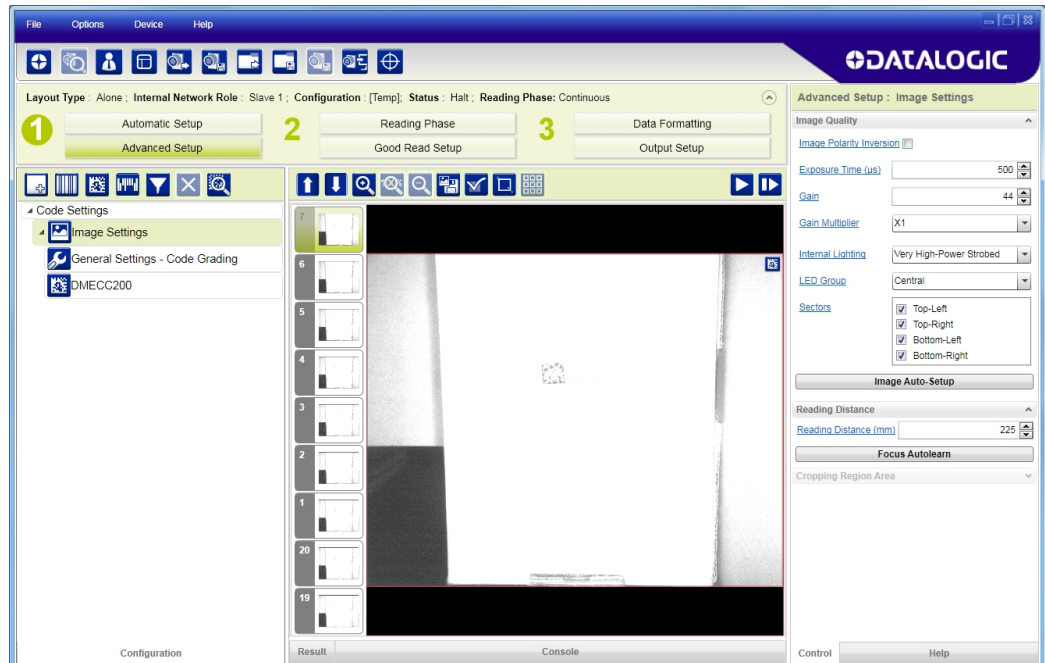 File Options Device Help
DATALOGIC
Layout Type : Alone ; Internal Network Role : Slave 1 ; Configuration : [Temp]; Status : Halt ; Reading Phase: Continuous
1 Automatic Setup 2 Reading Phase 3 Data Formatting
Advanced Setup Good Read Setup Output Setup
Code Settings
Image Settings
General Settings - Code Grading
DMECC200
Configuration
7
6
5
4
3
2
1
20
19
Result Console
Advanced Setup : Image Settings
Image Quality
Image Polarity Inversion
Exposure Time (µs) 500
Gain 44
Gain Multiplier X1
Internal Lighting Very High-Power Strobed
LED Group Central
Sectors Top-Left
Top-Right
Bottom-Left
Bottom-Right
Image Auto-Setup
Reading Distance
Reading Distance (mm) 225
Focus Autolearn
Cropping Region Area
Control Help